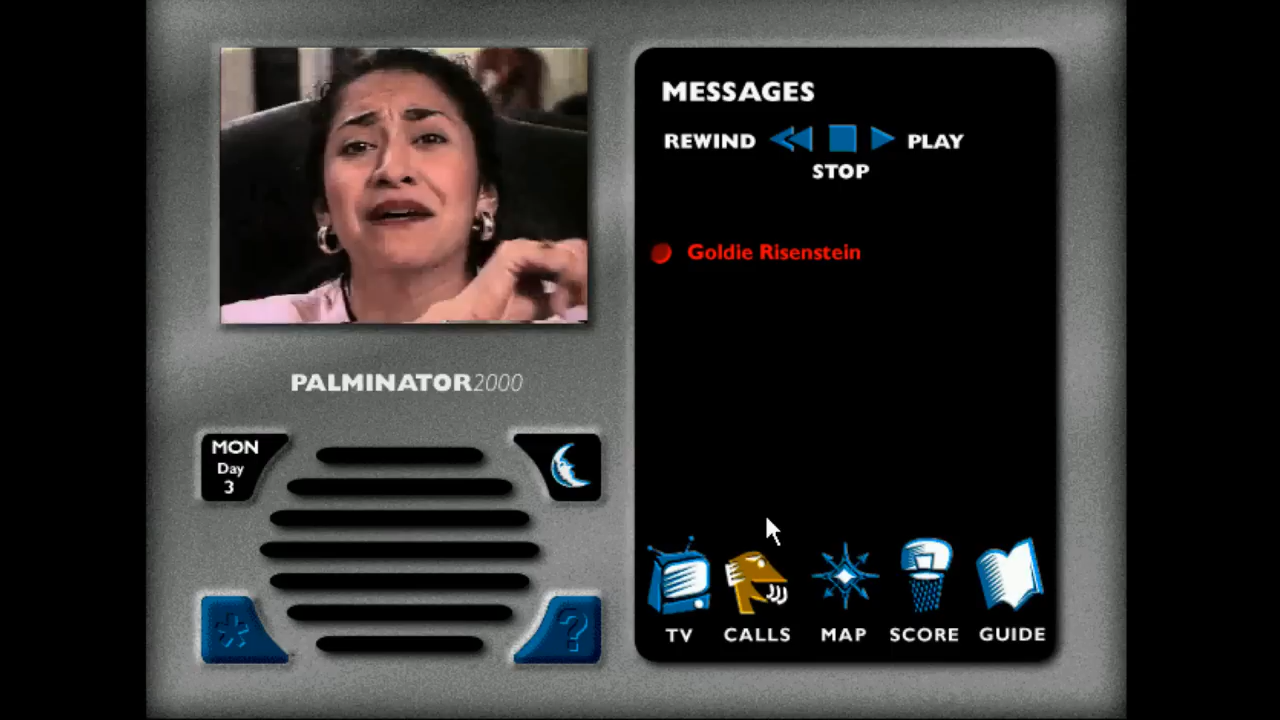 MESSAGES
REWIND PLAY
STOP
Goldie Risenstein
PALMINATOR2000
MON
Day
3
*
?
TV CALLS MAP SCORE GUIDE